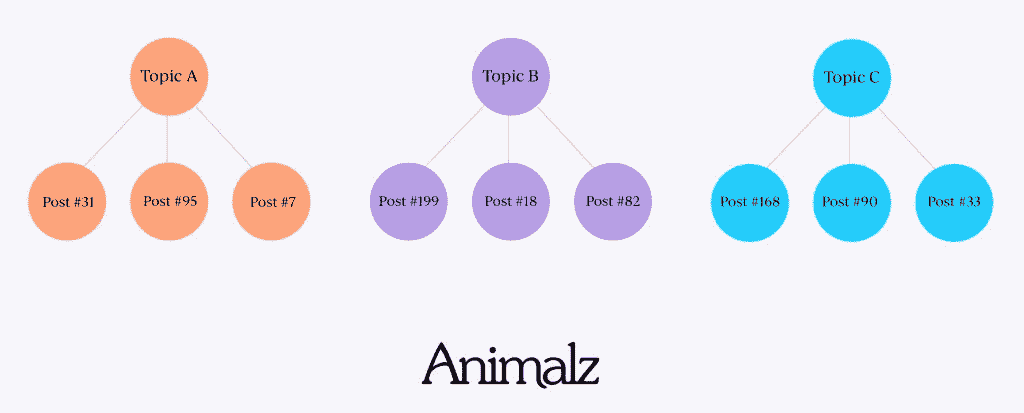 Topic A
Topic B
Topic C
Post #31
Post #95
Post #7
Post #199
Post #18
Post #82
Post #168
Post #90
Post #33
Animalz